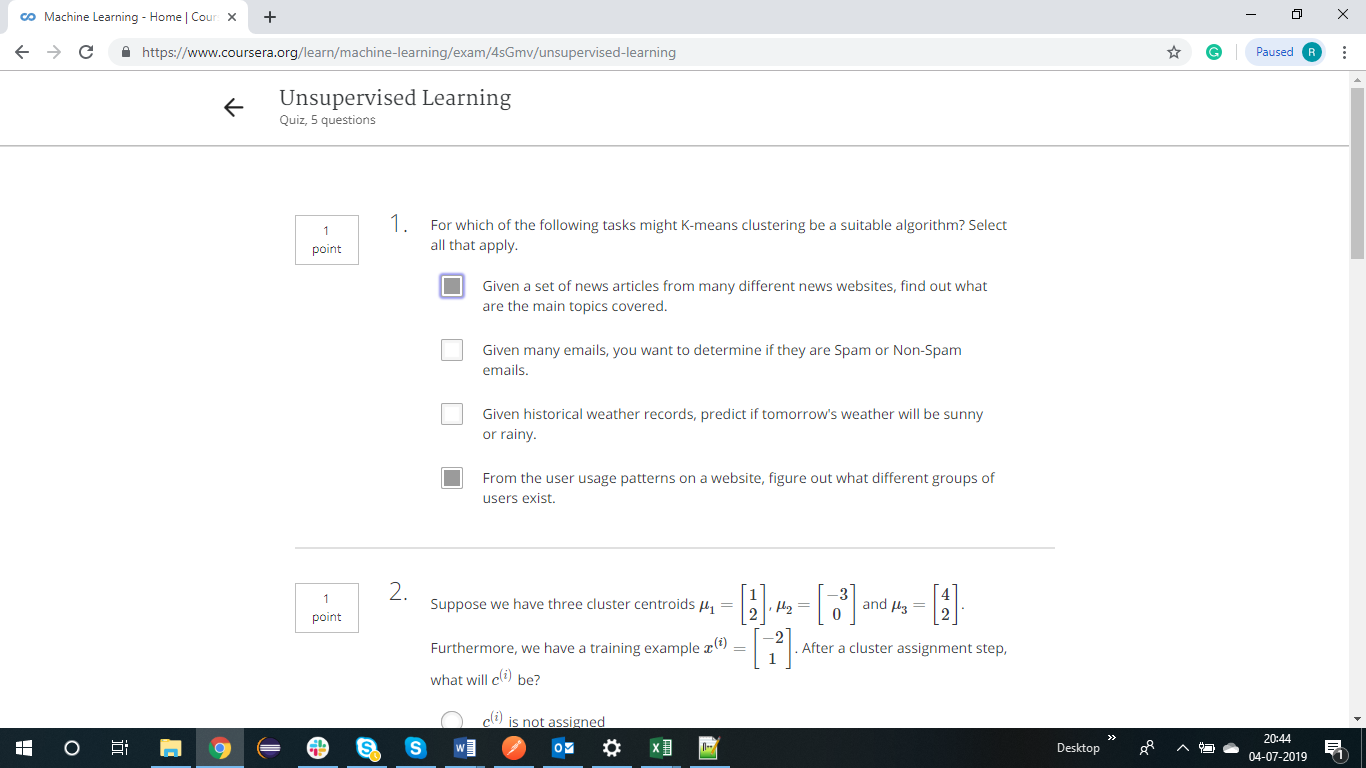 Machine Learning - Home | Cour
https://www.coursera.org/learn/machine-learning/exam/4sGmv/unsupervised-learning
Paused R
Unsupervised Learning
Quiz, 5 questions
1
point
1.
For which of the following tasks might K-means clustering be a suitable algorithm? Select
all that apply.
Given a set of news articles from many different news websites, find out what
are the main topics covered.
Given many emails, you want to determine if they are Spam or Non-Spam
emails.
Given historical weather records, predict if tomorrow's weather will be sunny
or rainy.
From the user usage patterns on a website, figure out what different groups of
users exist.
1
point
2.
Suppose we have three cluster centroids μ₁ = [1 2], μ₂ = [−3 0] and μ₃ = [4 2].
Furthermore, we have a training example x⁽ⁱ⁾ = [−2 1]. After a cluster assignment step,
what will c⁽ⁱ⁾ be?
c⁽ⁱ⁾ is not assigned
Desktop
20:44
04-07-2019
1